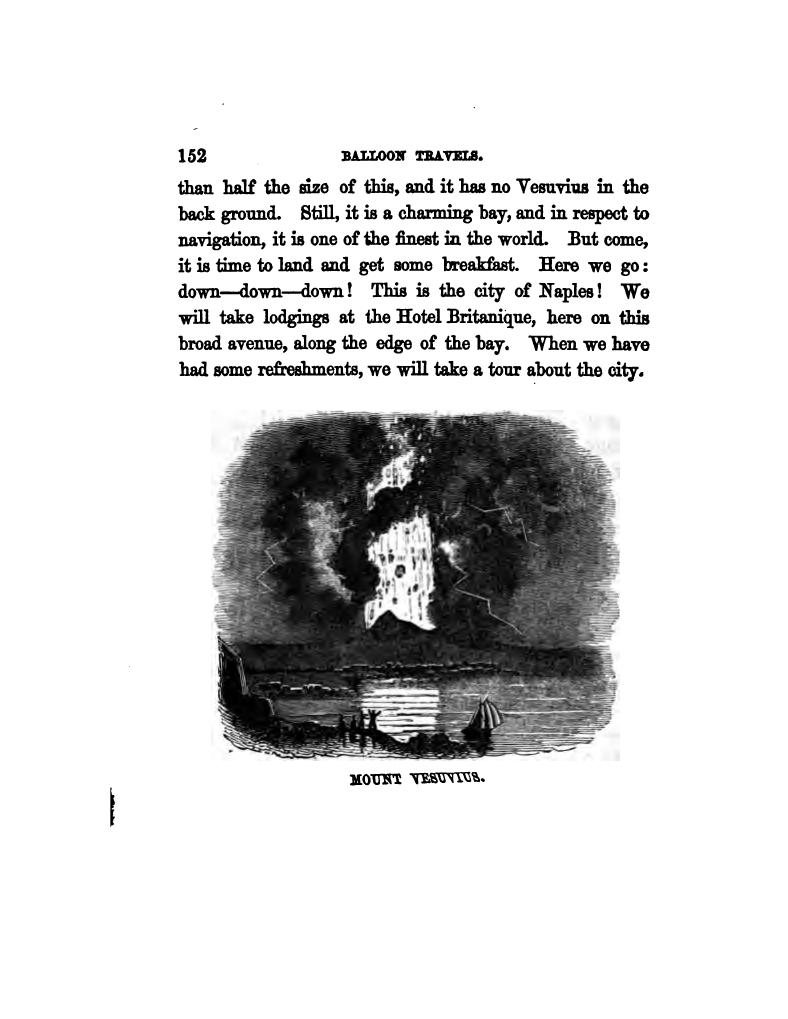 152 BALLOON TRAVELS.
than half the size of this, and it has no Vesuvius in the
back ground. Still, it is a charming bay, and in respect to
navigation, it is one of the finest in the world. But come,
it is time to land and get some breakfast. Here we go:
down—down—down! This is the city of Naples! We
will take lodgings at the Hotel Britanique, here on this
broad avenue, along the edge of the bay. When we have
had some refreshments, we will take a tour about the city.
MOUNT VESUVIUS.